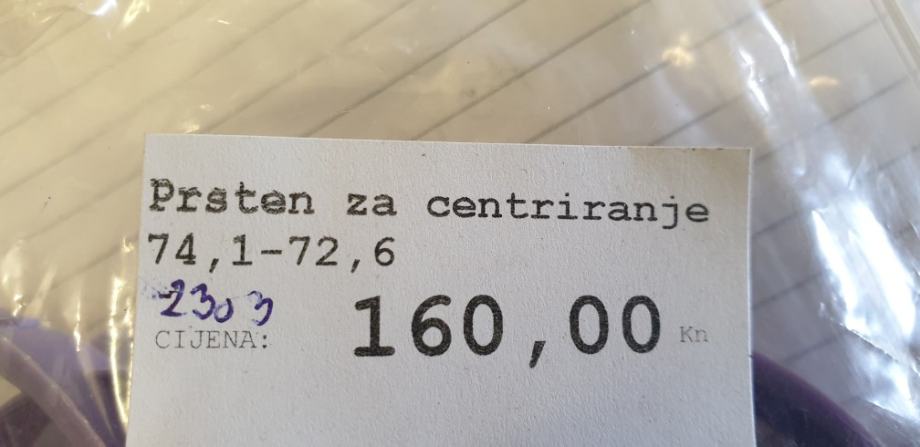 Prsten za centriranje
74,1-72,6
2303
CIJENA: 160,00 Kn